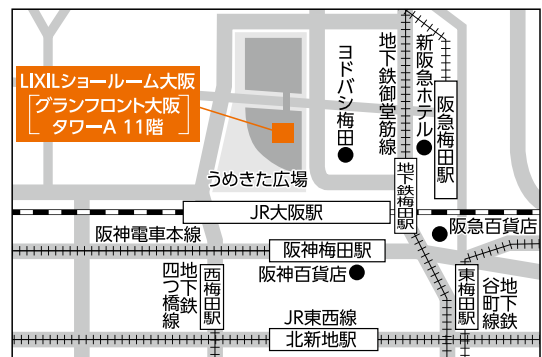 LIXILショールーム大阪
グランフロント大阪
タワーA 11階
うめきた広場
ヨドバシ梅田
地下鉄御堂筋線
新阪急ホテル
阪急梅田駅
地下鉄梅田駅
JR大阪駅
阪急百貨店
阪神電車本線
阪神梅田駅
阪神百貨店
地下鉄
四つ橋線
西梅田駅
東梅田駅
地下鉄
谷町線
JR東西線
北新地駅